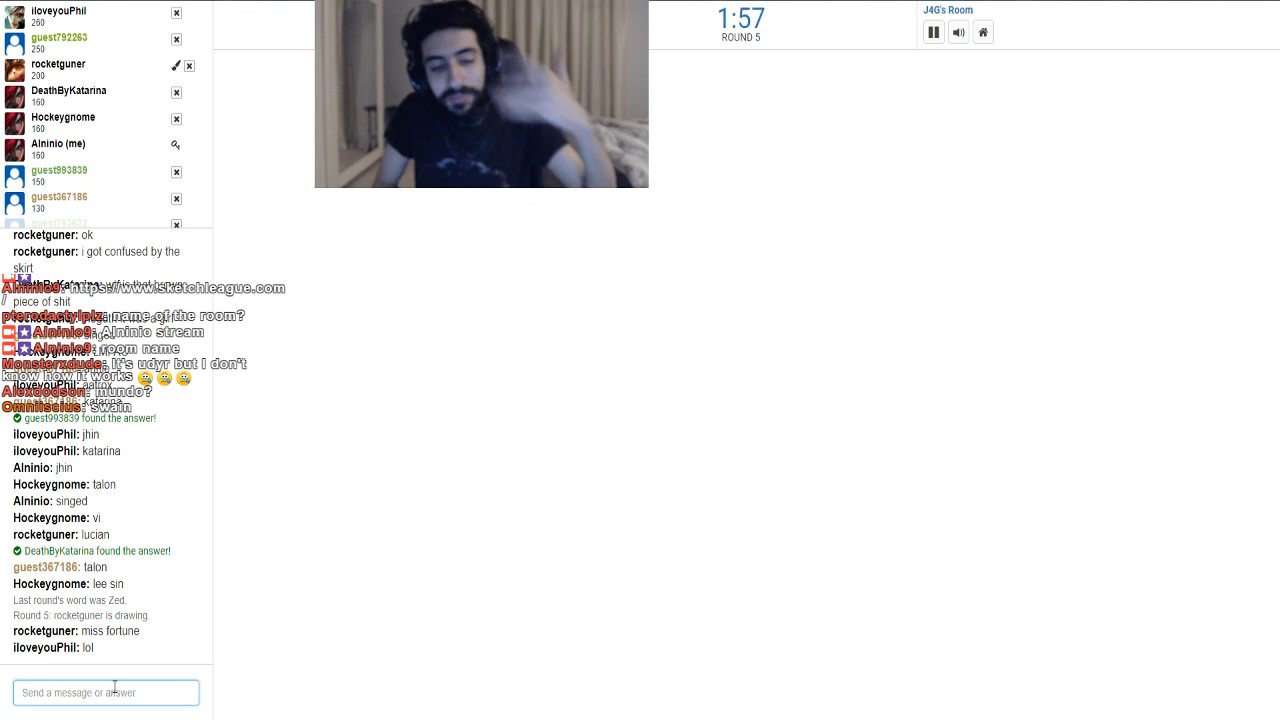 iloveyouPhil
260
guest792263
250
rocketguner
200
DeathByKatarina
160
Hockeygnome
160
Alninio (me)
160
guest993839
150
guest367186
130
1:57
ROUND 5
J4G's Room
rocketguner: ok
rocketguner: i got confused by the
skirt
piece of shit
Alninio9: https://www.sketchleague.com
/
pterodactylplz: name of the room?
Alninio9: Alninio stream
Alninio9: room name
Monsterxdude: It's udyr but I don't
know how it works
iloveyouPhil: aatrox
Alexdodson: mundo?
guest367186: katarina
Omniiscius: swain
guest993839 found the answer!
iloveyouPhil: jhin
iloveyouPhil: katarina
Alninio: jhin
Hockeygnome: talon
Alninio: singed
Hockeygnome: vi
rocketguner: lucian
DeathByKatarina found the answer!
guest367186: talon
Hockeygnome: lee sin
Last round's word was Zed.
Round 5: rocketguner is drawing.
rocketguner: miss fortune
iloveyouPhil: lol
Send a message or answer